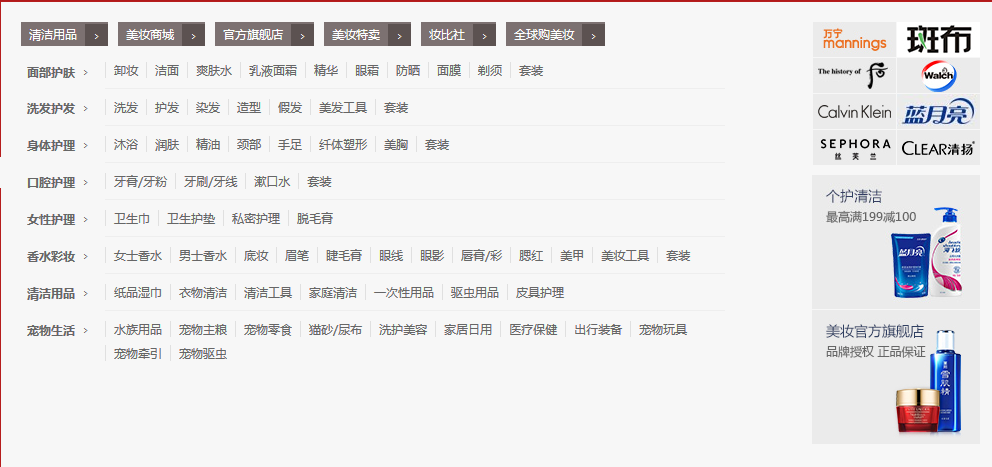 清洁用品 > 美妆商城 > 官方旗舰店 > 美妆特卖 > 妆比社 > 全球购美妆 >
面部护肤 > 卸妆 洁面 爽肤水 乳液面霜 精华 眼霜 防晒 面膜 剃须 套装
洗发护发 > 洗发 护发 染发 造型 假发 美发工具 套装
身体护理 > 沐浴 润肤 精油 颈部 手足 纤体塑形 美胸 套装
口腔护理 > 牙膏/牙粉 牙刷/牙线 漱口水 套装
女性护理 > 卫生巾 卫生护垫 私密护理 脱毛膏
香水彩妆 > 女士香水 男士香水 底妆 眉笔 睫毛膏 眼线 眼影 唇膏/彩 腮红 美甲 美妆工具 套装
清洁用品 > 纸品湿巾 衣物清洁 清洁工具 家庭清洁 一次性用品 驱虫用品 皮具护理
宠物生活 > 水族用品 宠物主粮 宠物零食 猫砂/尿布 洗护美容 家居日用 医疗保健 出行装备 宠物玩具
宠物牵引 宠物驱虫
万宁
mannings
斑布
The history of 后
Walch
Calvin Klein
蓝月亮
SEPHORA
丝芙兰
CLEAR清扬
个护清洁
最高满199减100
蓝月亮
美妆官方旗舰店
品牌授权 正品保证
雪肌精